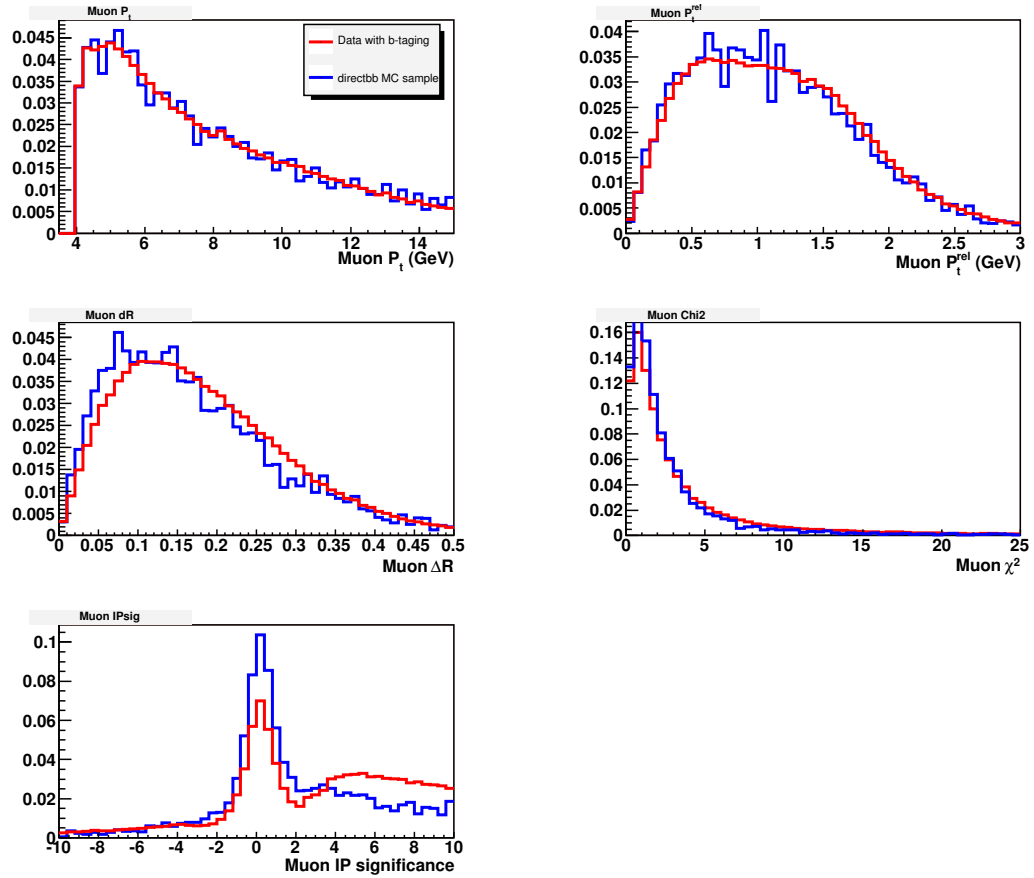 Muon P_t
0.045
0.04
0.035
0.03
0.025
0.02
0.015
0.01
0.005
0
4 6 8 10 12 14
Muon P_t (GeV)
Data with b-taging
directbb MC sample
Muon P_t^rel
0.04
0.035
0.03
0.025
0.02
0.015
0.01
0.005
0
0 0.5 1 1.5 2 2.5 3
Muon P_t^rel (GeV)
Muon dR
0.045
0.04
0.035
0.03
0.025
0.02
0.015
0.01
0.005
0
0 0.05 0.1 0.15 0.2 0.25 0.3 0.35 0.4 0.45 0.5
Muon ΔR
Muon Chi2
0.16
0.14
0.12
0.1
0.08
0.06
0.04
0.02
0
0 5 10 15 20 25
Muon χ²
Muon IPsig
0.1
0.08
0.06
0.04
0.02
0
-10 -8 -6 -4 -2 0 2 4 6 8 10
Muon IP significance